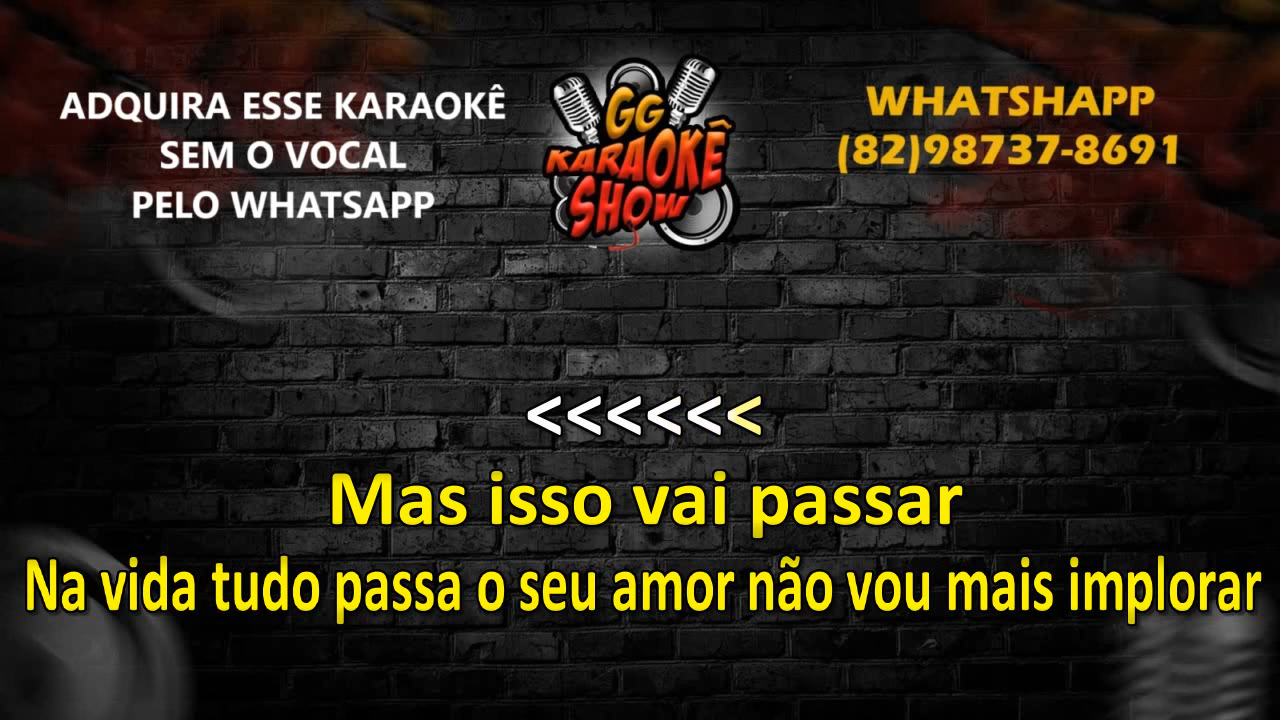 ADQUIRA ESSE KARAOKÊ
SEM O VOCAL
PELO WHATSAPP
GG
KARAOKÊ
SHOW
WHATSHAPP
(82)98737-8691
<<<<<<
Mas isso vai passar
Na vida tudo passa o seu amor não vou mais implorar